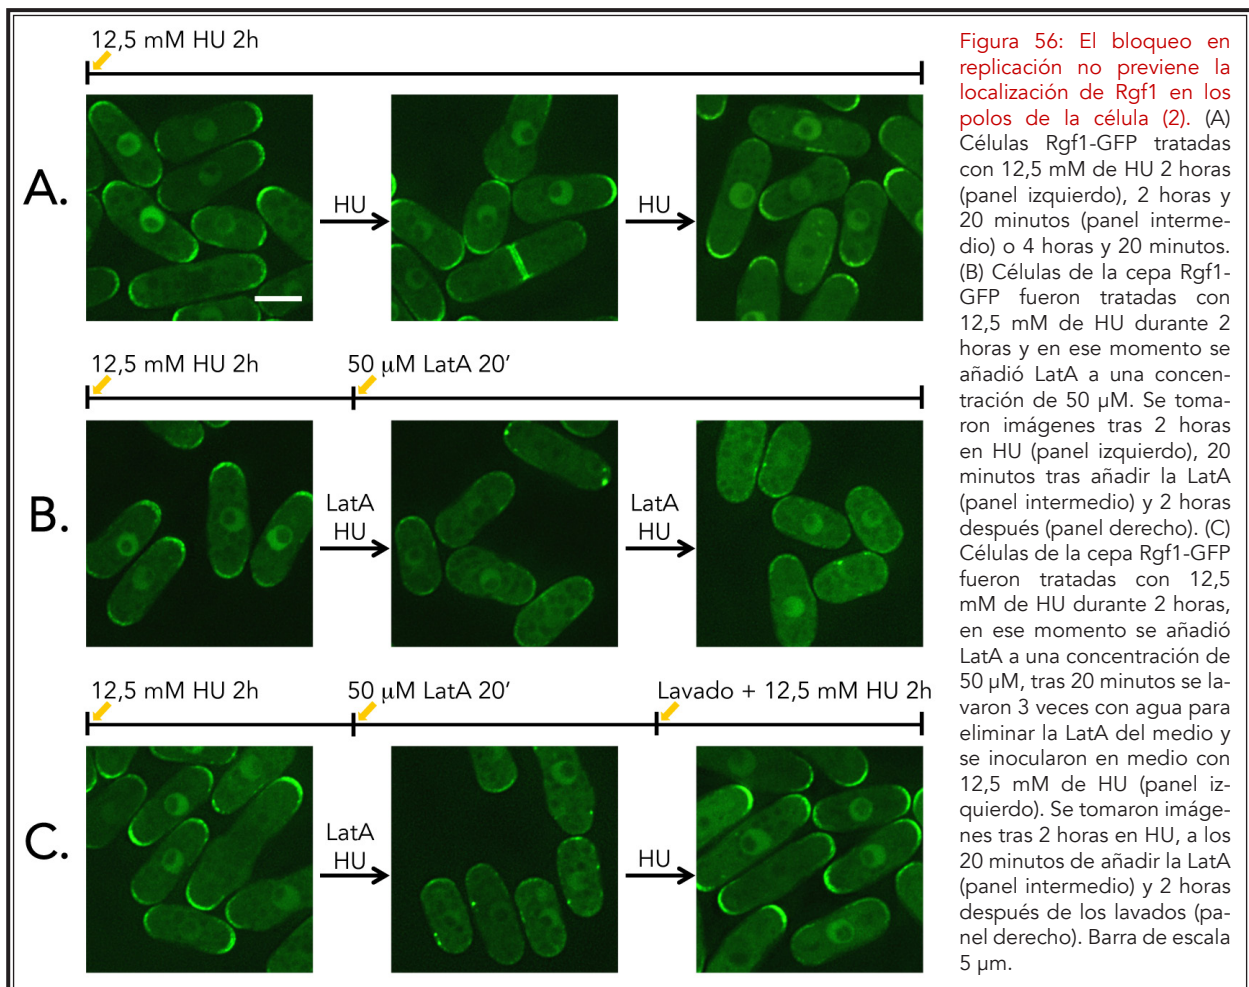 12,5 mM HU 2h
A.
HU
HU
12,5 mM HU 2h
50 µM LatA 20'
B.
LatA
HU
LatA
HU
12,5 mM HU 2h
50 µM LatA 20'
Lavado + 12,5 mM HU 2h
C.
LatA
HU
HU
Figura 56: El bloqueo en
replicación no previene la
localización de Rgf1 en los
polos de la célula (2). (A)
Células Rgf1-GFP tratadas
con 12,5 mM de HU 2 horas
(panel izquierdo), 2 horas y
20 minutos (panel interme-
dio) o 4 horas y 20 minutos.
(B) Células de la cepa Rgf1-
GFP fueron tratadas con
12,5 mM de HU durante 2
horas y en ese momento se
añadió LatA a una concen-
tración de 50 µM. Se toma-
ron imágenes tras 2 horas
en HU (panel izquierdo), 20
minutos tras añadir la LatA
(panel intermedio) y 2 horas
después (panel derecho). (C)
Células de la cepa Rgf1-GFP
fueron tratadas con 12,5
mM de HU durante 2 horas,
en ese momento se añadió
LatA a una concentración de
50 µM, tras 20 minutos se la-
varon 3 veces con agua para
eliminar la LatA del medio y
se inocularon en medio con
12,5 mM de HU (panel iz-
quierdo). Se tomaron imáge-
nes tras 2 horas en HU, a los
20 minutos de añadir la LatA
(panel intermedio) y 2 horas
después de los lavados (pa-
nel derecho). Barra de escala
5 µm.